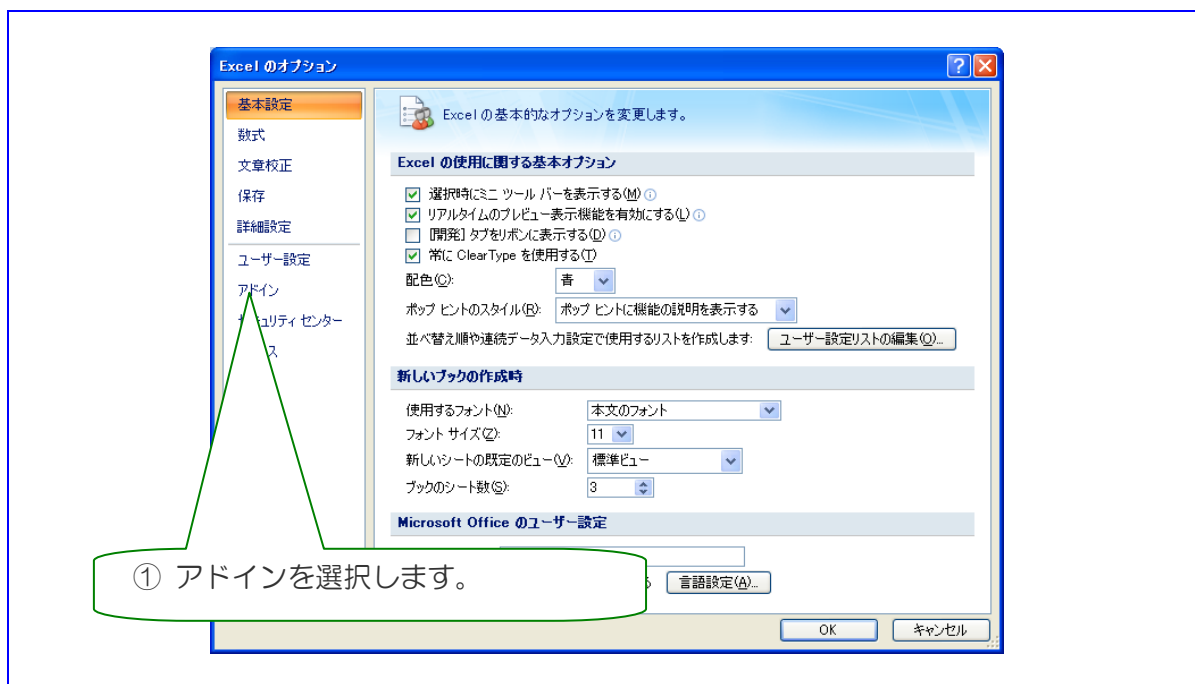 Excel のオプション
基本設定
数式
文章校正
保存
詳細設定
ユーザー設定
アドイン
ュリティ センター
ス
Excel の基本的なオプションを変更します。
Excel の使用に関する基本オプション
選択時にミニ ツール バーを表示する(M)
リアルタイムのプレビュー表示機能を有効にする(L)
[開発] タブをリボンに表示する(D)
常に ClearType を使用する(T)
配色(C): 青
ポップ ヒントのスタイル(R): ポップ ヒントに機能の説明を表示する
並べ替え順や連続データ入力設定で使用するリストを作成します: ユーザー設定リストの編集(O)...
新しいブックの作成時
使用するフォント(N): 本文のフォント
フォント サイズ(Z): 11
新しいシートの既定のビュー(V): 標準ビュー
ブックのシート数(S): 3
Microsoft Office のユーザー設定
言語設定(A)...
① アドインを選択します。
OK キャンセル